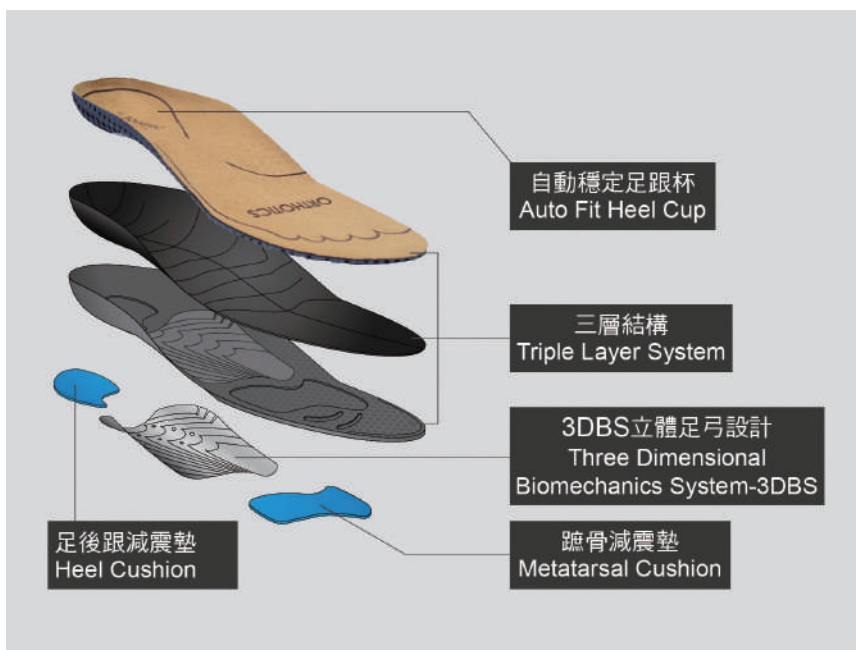 ORTHOTICS
自動穩定足跟杯
Auto Fit Heel Cup
三層結構
Triple Layer System
3DBS立體足弓設計
Three Dimensional
Biomechanics System-3DBS
足後跟減震墊
Heel Cushion
蹠骨減震墊
Metatarsal Cushion